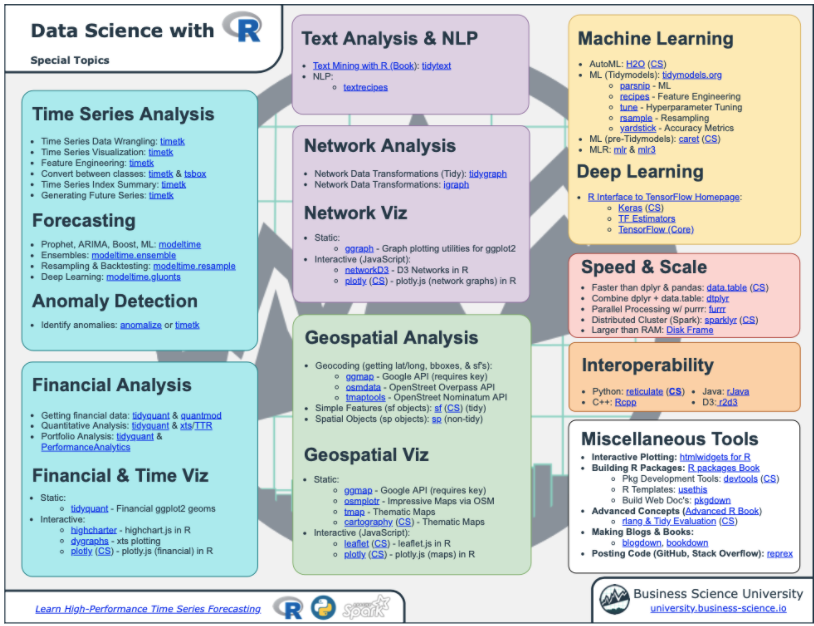 Data Science with R
Special Topics
Time Series Analysis
• Time Series Data Wrangling: timetk
• Time Series Visualization: timetk
• Feature Engineering: timetk
• Convert between classes: timetk & tsbox
• Time Series Index Summary: timetk
• Generating Future Series: timetk
Forecasting
• Prophet, ARIMA, Boost, ML: modeltime
• Ensembles: modeltime.ensemble
• Resampling & Backtesting: modeltime.resample
• Deep Learning: modeltime.gluonts
Anomaly Detection
• Identify anomalies: anomalize or timetk
Financial Analysis
• Getting financial data: tidyquant & quantmod
• Quantitative Analysis: tidyquant & xts/TTR
• Portfolio Analysis: tidyquant &
PerformanceAnalytics
Financial & Time Viz
• Static:
o tidyquant - Financial ggplot2 geoms
• Interactive:
o highcharter - highchart.js in R
o dygraphs - xts plotting
o plotly (CS) - plotly.js (financial) in R
Text Analysis & NLP
• Text Mining with R (Book): tidytext
• NLP:
o textrecipes
Network Analysis
• Network Data Transformations (Tidy): tidygraph
• Network Data Transformations: igraph
Network Viz
• Static:
o ggraph - Graph plotting utilities for ggplot2
• Interactive (JavaScript):
o networkD3 - D3 Networks in R
o plotly (CS) - plotly.js (network graphs) in R
Geospatial Analysis
• Geocoding (getting lat/long, bboxes, & sf's):
o ggmap - Google API (requires key)
o osmdata - OpenStreet Overpass API
o tmaptools - OpenStreet Nominatum API
• Simple Features (sf objects): sf (CS) (tidy)
• Spatial Objects (sp objects): sp (non-tidy)
Geospatial Viz
• Static:
o ggmap - Google API (requires key)
o osmplotr - Impressive Maps via OSM
o tmap - Thematic Maps
o cartography (CS) - Thematic Maps
• Interactive (JavaScript):
o leaflet (CS) - leaflet.js in R
o plotly (CS) - plotly.js (maps) in R
Machine Learning
• AutoML: H2O (CS)
• ML (Tidymodels): tidymodels.org
o parsnip - ML
o recipes - Feature Engineering
o tune - Hyperparameter Tuning
o rsample - Resampling
o yardstick - Accuracy Metrics
• ML (pre-Tidymodels): caret (CS)
• MLR: mlr & mlr3
Deep Learning
• R Interface to TensorFlow Homepage:
o Keras (CS)
o TF Estimators
o TensorFlow (Core)
Speed & Scale
• Faster than dplyr & pandas: data.table (CS)
• Combine dplyr + data.table: dtplyr
• Parallel Processing w/ purrr: furrr
• Distributed Cluster (Spark): sparklyr (CS)
• Larger than RAM: Disk Frame
Interoperability
• Python: reticulate (CS) • Java: rJava
• C++: Rcpp • D3: r2d3
Miscellaneous Tools
• Interactive Plotting: htmlwidgets for R
• Building R Packages: R packages Book
o Pkg Development Tools: devtools (CS)
o R Templates: usethis
o Build Web Doc's: pkgdown
• Advanced Concepts (Advanced R Book)
o rlang & Tidy Evaluation (CS)
• Making Blogs & Books:
o blogdown, bookdown
• Posting Code (GitHub, Stack Overflow): reprex
Learn High-Performance Time Series Forecasting R Spark
Business Science University
university.business-science.io